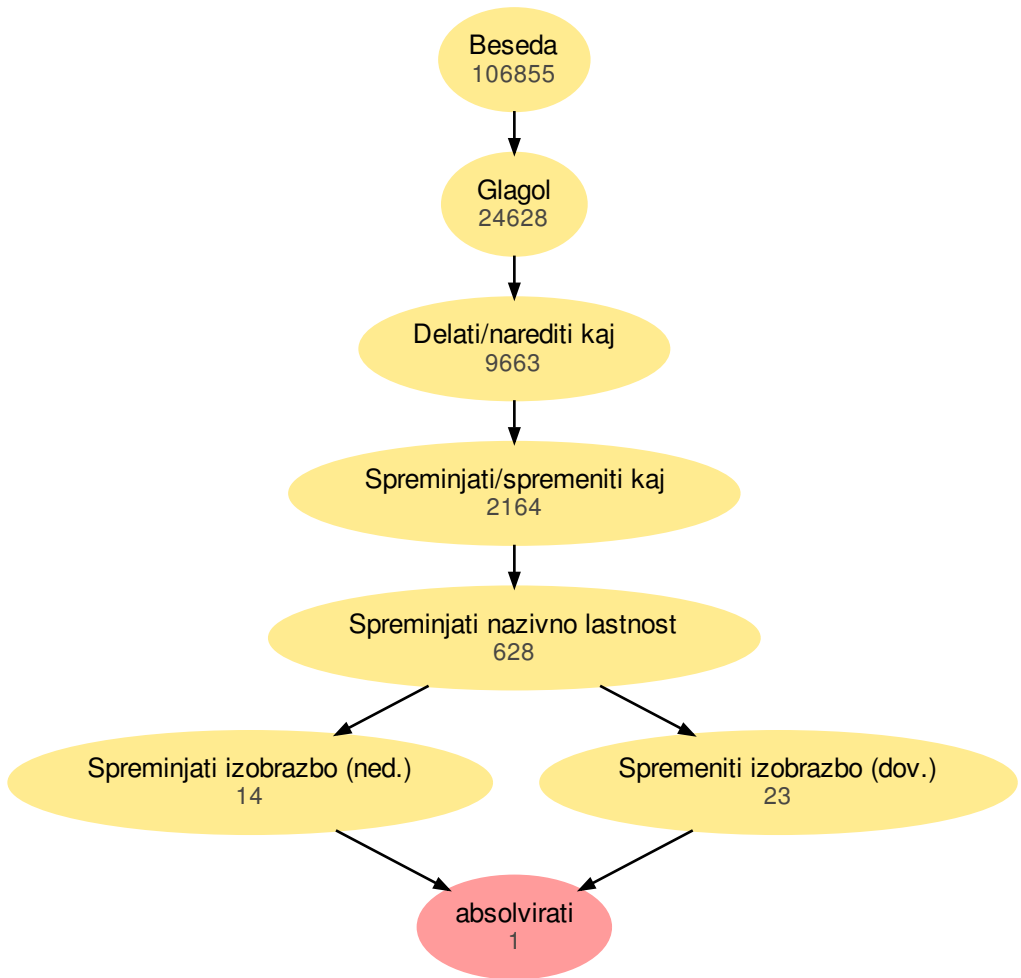 Beseda
106855
Glagol
24628
Delati/narediti kaj
9663
Spreminjati/spremeniti kaj
2164
Spreminjati nazivno lastnost
628
Spreminjati izobrazbo (ned.)
14
Spremeniti izobrazbo (dov.)
23
absolvirati
1